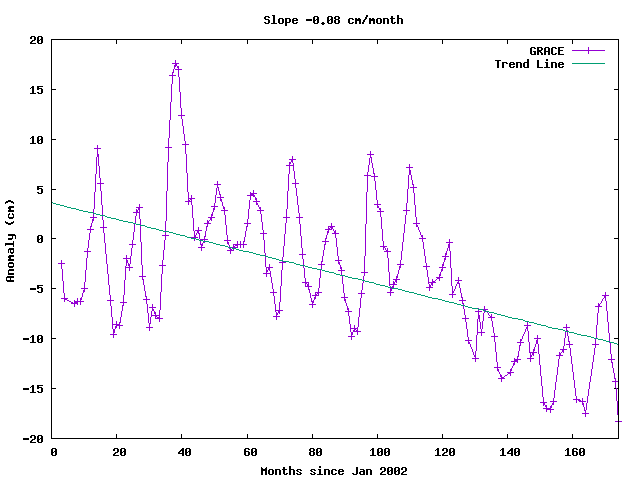 Slope -0.08 cm/month
GRACE
Trend Line
20
15
10
5
0
-5
-10
-15
-20
Anomaly (cm)
0 20 40 60 80 100 120 140 160
Months since Jan 2002